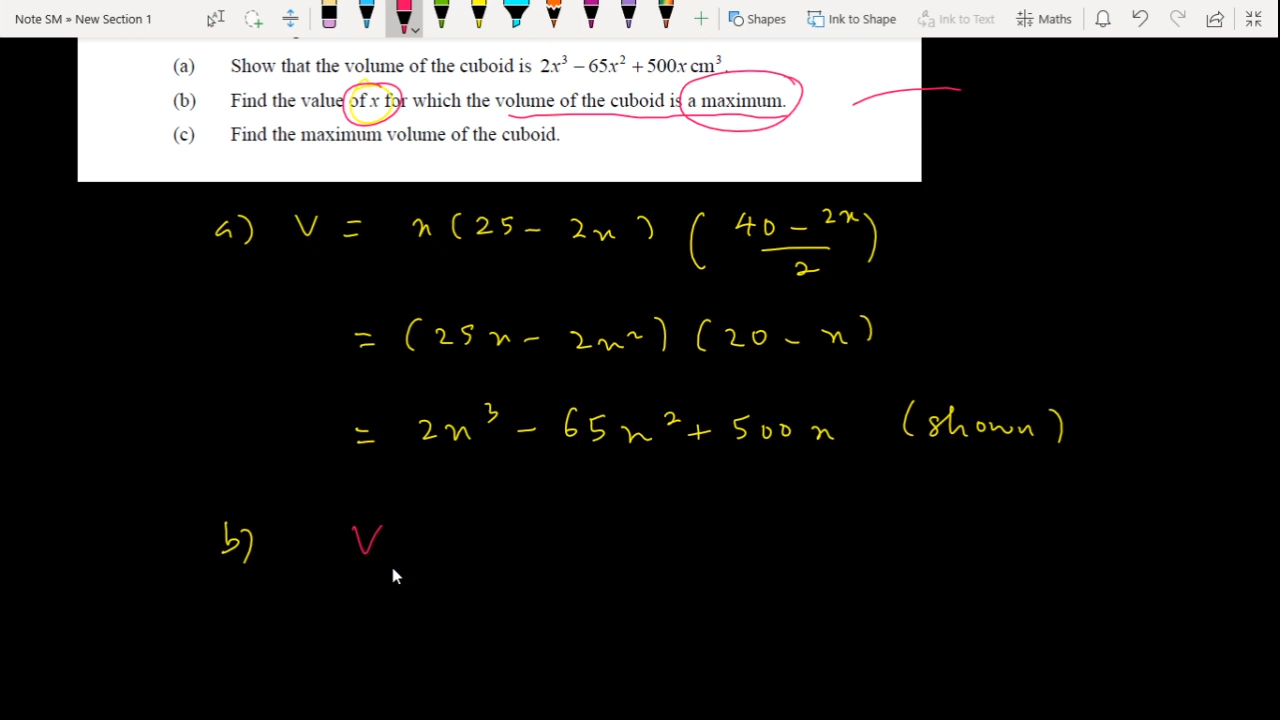 Note SM » New Section 1
Shapes
Ink to Shape
Ink to Text
Maths
(a) Show that the volume of the cuboid is 2x³ − 65x² + 500x cm³.
(b) Find the value of x for which the volume of the cuboid is a maximum.
(c) Find the maximum volume of the cuboid.
a) V = x(25 − 2x)((40 − 2x)/2)
= (25x − 2x²)(20 − x)
= 2x³ − 65x² + 500x (shown)
b) V